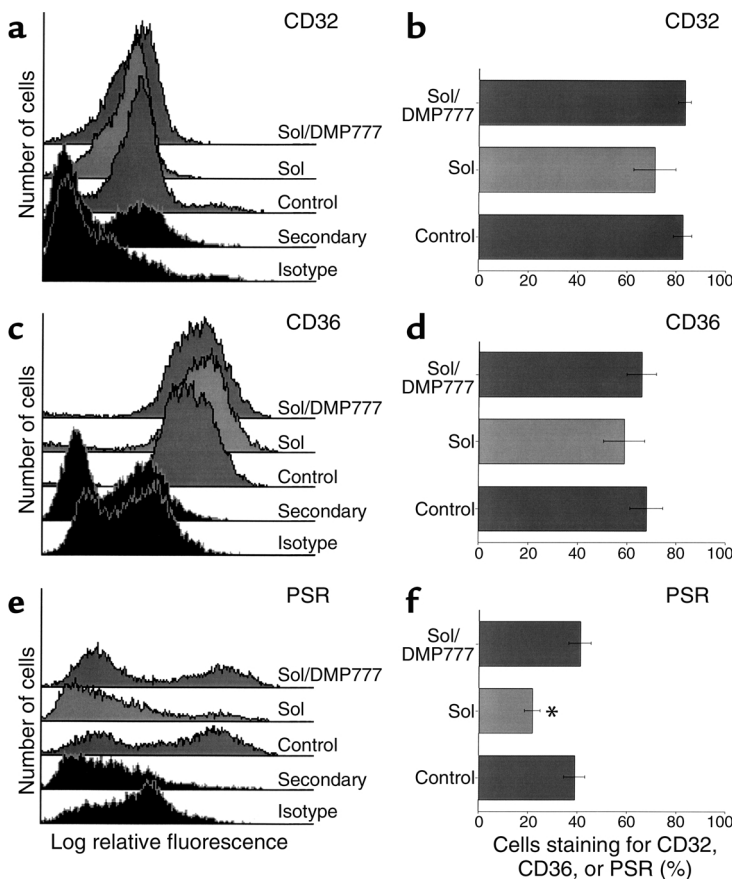 a
CD32
Number of cells
Sol/DMP777
Sol
Control
Secondary
Isotype
b
CD32
Sol/
DMP777
Sol
Control
0 20 40 60 80 100
c
CD36
Number of cells
Sol/DMP777
Sol
Control
Secondary
Isotype
d
CD36
Sol/
DMP777
Sol
Control
0 20 40 60 80 100
e
PSR
Number of cells
Sol/DMP777
Sol
Control
Secondary
Isotype
Log relative fluorescence
f
PSR
Sol/
DMP777
Sol
*
Control
0 20 40 60 80 100
Cells staining for CD32,
CD36, or PSR (%)